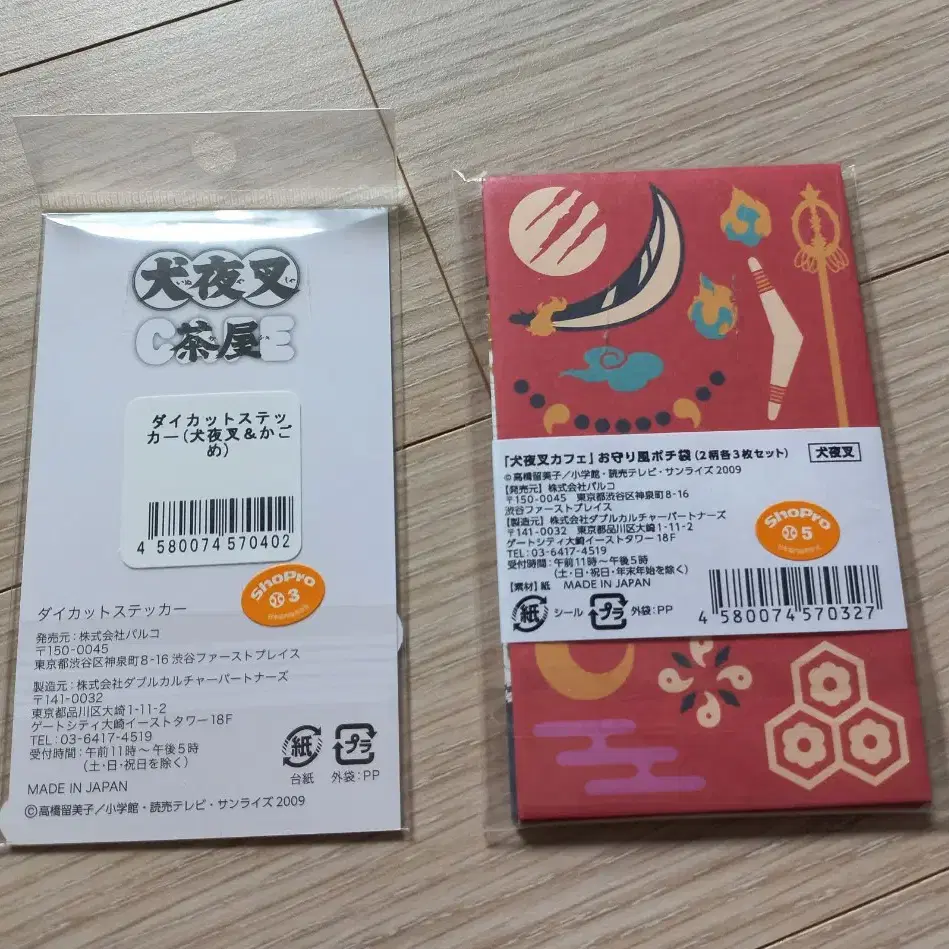 犬夜叉
CAFE
茶屋
ダイカットステッ
カー(犬夜叉&かご
め)
4 580074 570402
ShoPro
3
ダイカットステッカー
発売元:株式会社パルコ
〒150-0045
東京都渋谷区神泉町8-16 渋谷ファーストプレイス
製造元:株式会社ダブルカルチャーパートナーズ
〒141-0032
東京都品川区大崎1-11-2
ゲートシティ大崎イーストタワー 18F
TEL:03-6417-4519
受付時間:午前11時~午後5時
(土・日・祝日を除く)
紙
台紙
プラ
外袋:PP
MADE IN JAPAN
©高橋留美子/小学館・読売テレビ・サンライズ 2009
「犬夜叉カフェ」お守り風ポチ袋(2柄各3枚セット)
犬夜叉
©高橋留美子/小学館・読売テレビ・サンライズ 2009
【発売元】株式会社パルコ
〒150-0045 東京都渋谷区神泉町8-16
渋谷ファーストプレイス
【製造元】株式会社ダブルカルチャーパートナーズ
〒141-0032 東京都品川区大崎1-11-2
ゲートシティ大崎イーストタワー 18F
TEL:03-6417-4519
受付時間:午前11時~午後5時
(土・日・祝日・年末年始を除く)
【素材】紙 MADE IN JAPAN
紙
シール
プラ
外袋:PP
ShoPro
5
4 580074 570327